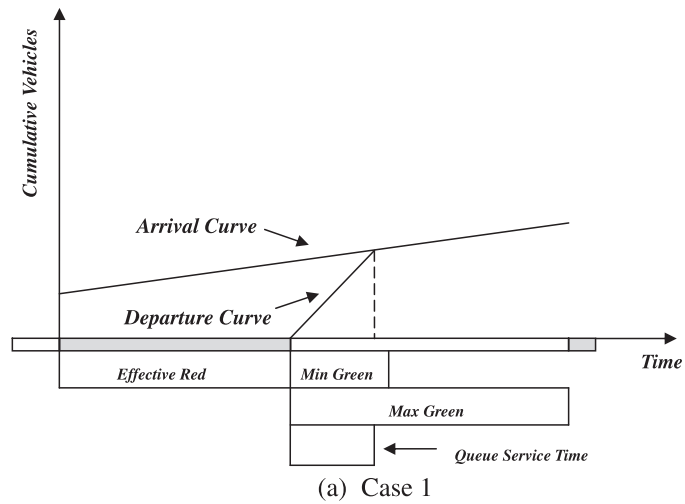 Cumulative Vehicles
Arrival Curve
Departure Curve
Time
Effective Red
Min Green
Max Green
Queue Service Time
(a) Case 1